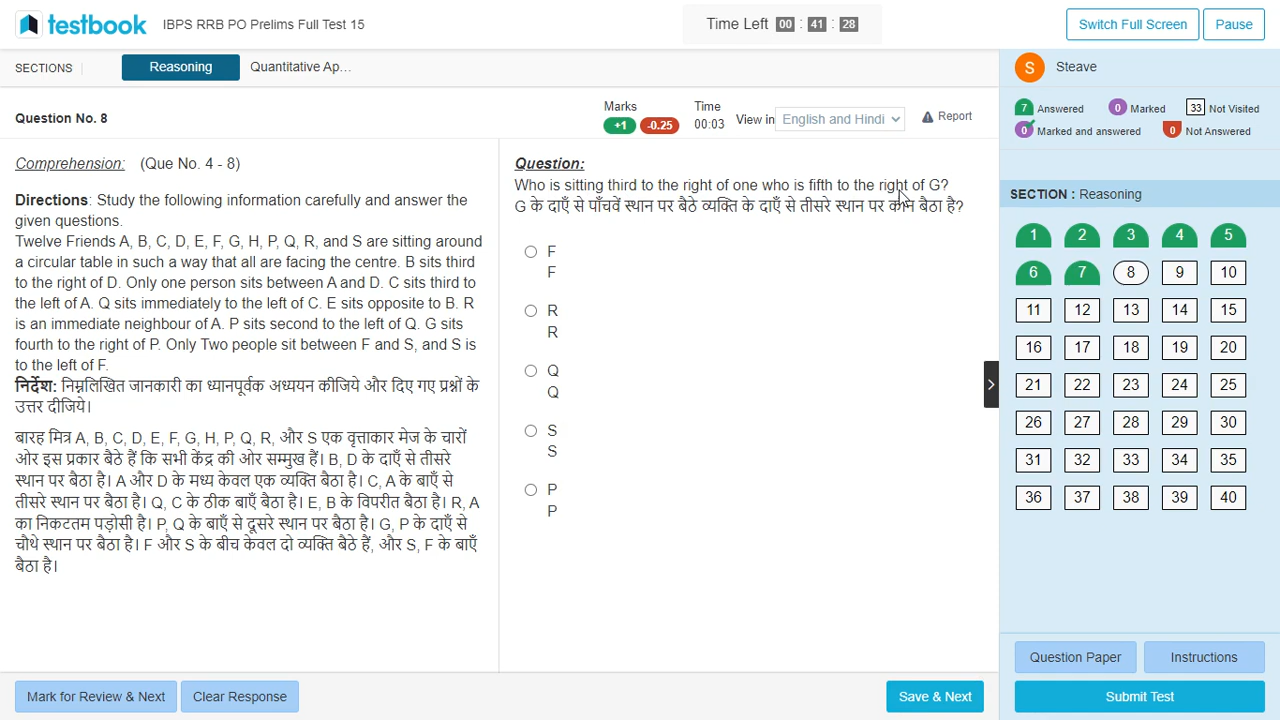 testbook
IBPS RRB PO Prelims Full Test 15
Time Left 00 : 41 : 28
Switch Full Screen
Pause
SECTIONS
Reasoning
Quantitative Ap...
S
Steave
7 Answered
0 Marked
33 Not Visited
0 Marked and answered
0 Not Answered
Question No. 8
Marks
+1 -0.25
Time
00:03
View in English and Hindi
Report
Comprehension: (Que No. 4 - 8)
Directions: Study the following information carefully and answer the
given questions.
Twelve Friends A, B, C, D, E, F, G, H, P, Q, R, and S are sitting around
a circular table in such a way that all are facing the centre. B sits third
to the right of D. Only one person sits between A and D. C sits third to
the left of A. Q sits immediately to the left of C. E sits opposite to B. R
is an immediate neighbour of A. P sits second to the left of Q. G sits
fourth to the right of P. Only Two people sit between F and S, and S is
to the left of F.
निर्देश: निम्नलिखित जानकारी का ध्यानपूर्वक अध्ययन कीजिये और दिए गए प्रश्नों के
उत्तर दीजिये।
बारह मित्र A, B, C, D, E, F, G, H, P, Q, R, और S एक वृत्ताकार मेज के चारों
ओर इस प्रकार बैठे हैं कि सभी केंद्र की ओर सम्मुख हैं। B, D के दाएँ से तीसरे
स्थान पर बैठा है। A और D के मध्य केवल एक व्यक्ति बैठा है। C, A के बाएँ से
तीसरे स्थान पर बैठा है। Q, C के ठीक बाएँ बैठा है। E, B के विपरीत बैठा है। R, A
का निकटतम पड़ोसी है। P, Q के बाएँ से दूसरे स्थान पर बैठा है। G, P के दाएँ से
चौथे स्थान पर बैठा है। F और S के बीच केवल दो व्यक्ति बैठे हैं, और S, F के बाएँ
बैठा है।
Question:
Who is sitting third to the right of one who is fifth to the right of G?
G के दाएँ से पाँचवें स्थान पर बैठे व्यक्ति के दाएँ से तीसरे स्थान पर कौन बैठा है?
F
F
R
R
Q
Q
S
S
P
P
SECTION : Reasoning
1 2 3 4 5
6 7 8 9 10
11 12 13 14 15
16 17 18 19 20
21 22 23 24 25
26 27 28 29 30
31 32 33 34 35
36 37 38 39 40
Question Paper
Instructions
Mark for Review & Next
Clear Response
Save & Next
Submit Test